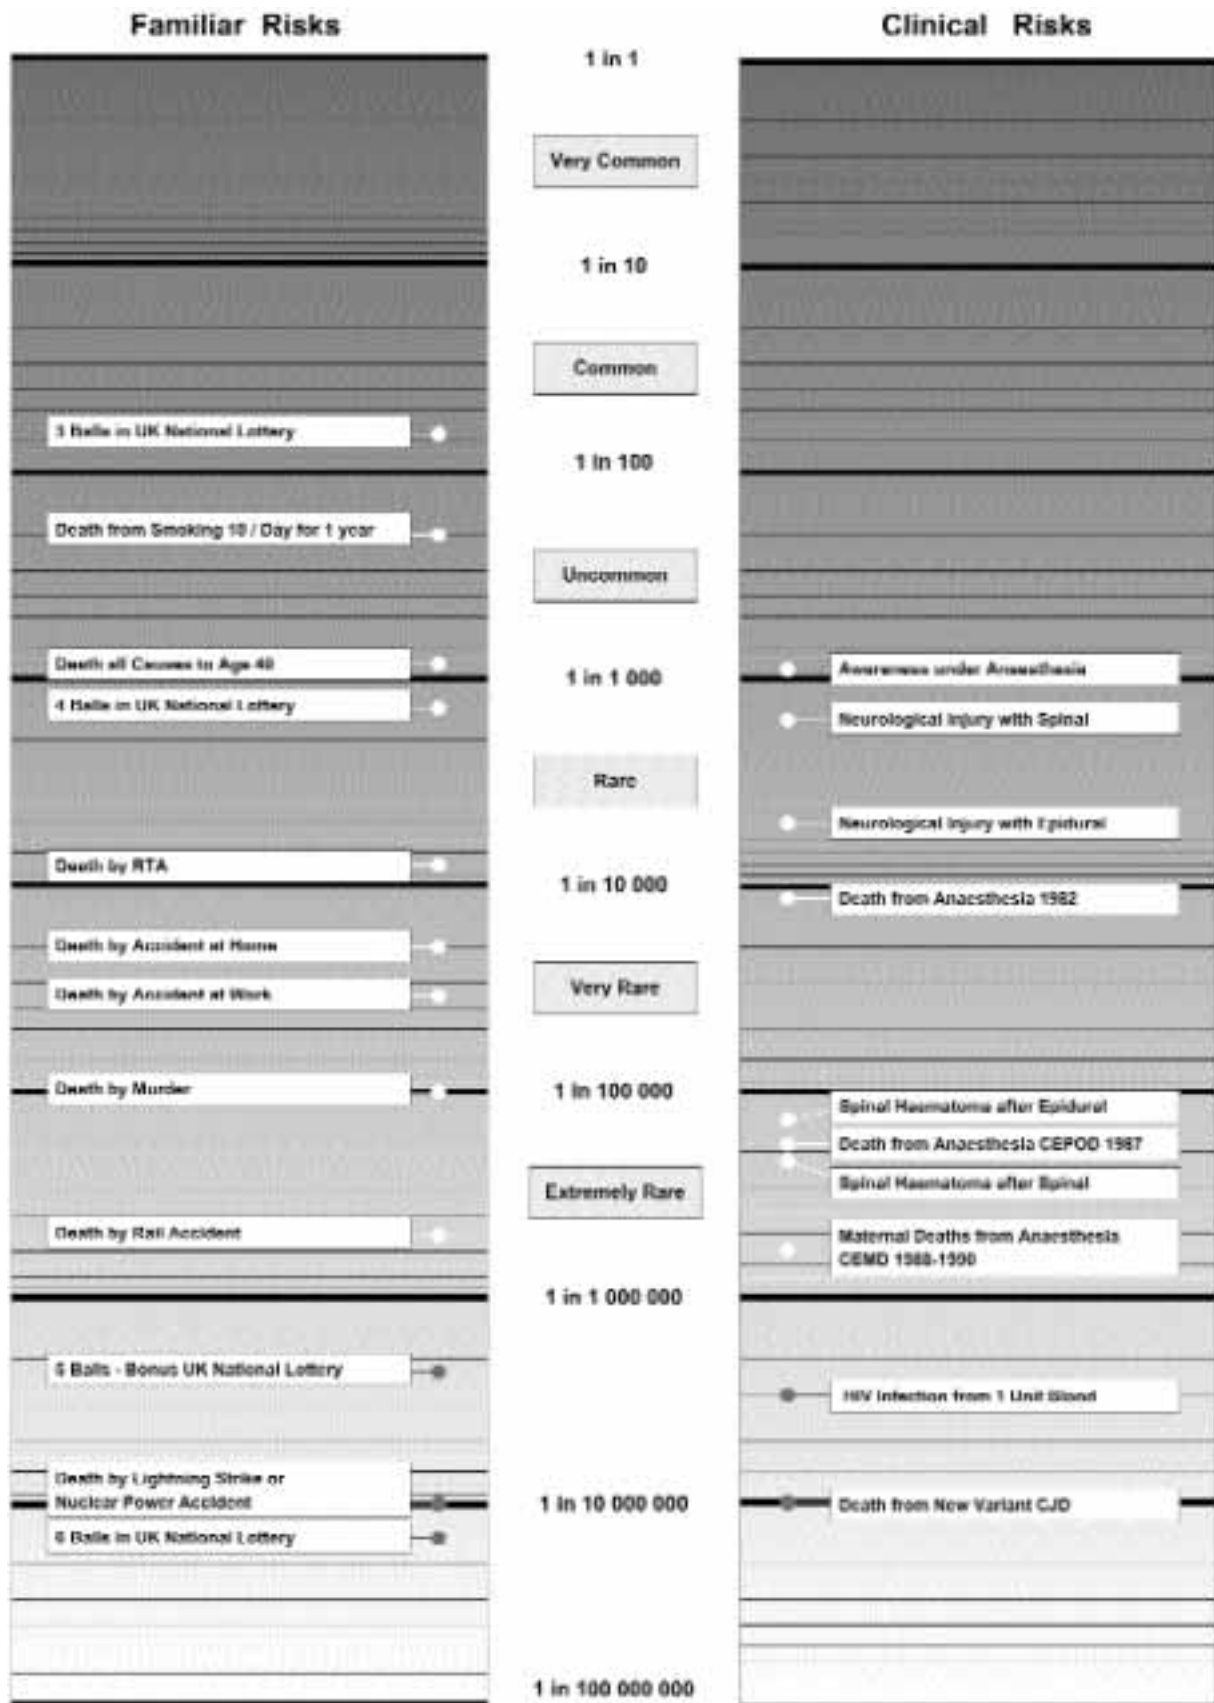 Familiar Risks
3 Balls in UK National Lottery
Death from Smoking 10 / Day for 1 year
Death all Causes to Age 40
4 Balls in UK National Lottery
Death by RTA
Death by Accident at Home
Death by Accident at Work
Death by Murder
Death by Rail Accident
5 Balls - Bonus UK National Lottery
Death by Lightning Strike or
Nuclear Power Accident
6 Balls in UK National Lottery
1 in 1
Very Common
1 in 10
Common
1 in 100
Uncommon
1 in 1 000
Rare
1 in 10 000
Very Rare
1 in 100 000
Extremely Rare
1 in 1 000 000
1 in 10 000 000
1 in 100 000 000
Clinical Risks
Awareness under Anaesthesia
Neurological Injury with Spinal
Neurological Injury with Epidural
Death from Anaesthesia 1982
Spinal Haematoma after Epidural
Death from Anaesthesia CEPOD 1987
Spinal Haematoma after Spinal
Maternal Deaths from Anaesthesia
CEMD 1988-1990
HIV Infection from 1 Unit Blood
Death from New Variant CJD